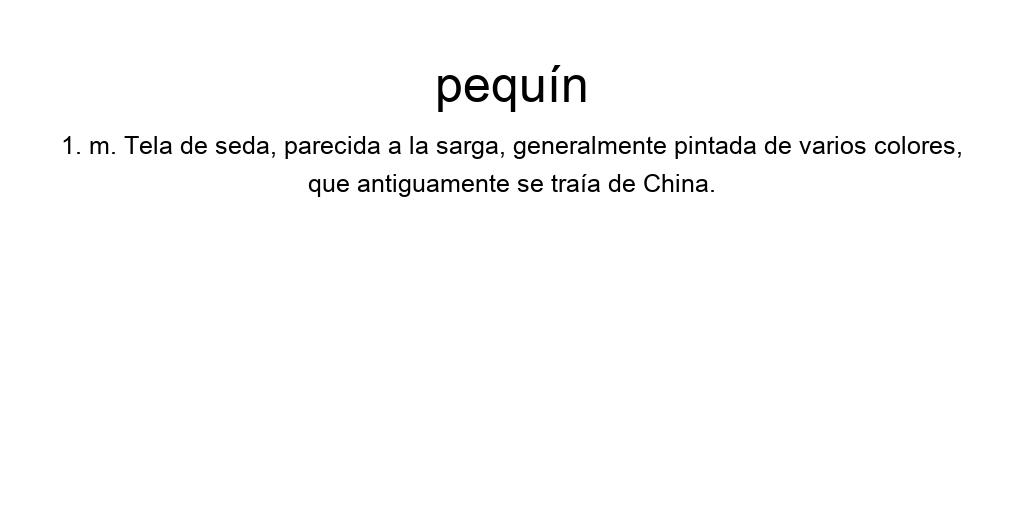 pequín
1. m. Tela de seda, parecida a la sarga, generalmente pintada de varios colores,
que antiguamente se traía de China.